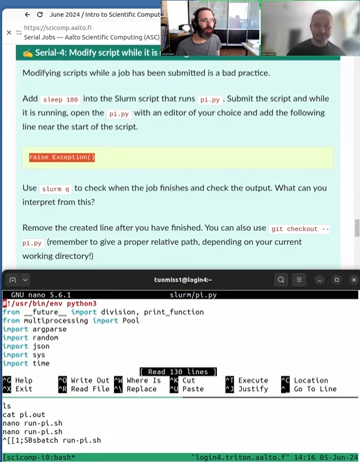 June 2024 / Intro to Scientific Comput
https://scicomp.aalto.fi
Serial Jobs — Aalto Scientific Computing (ASC)
Serial-4: Modify script while it is
Modifying scripts while a job has been submitted is a bad practice.
Add sleep 180 into the Slurm script that runs pi.py. Submit the script and while
it is running, open the pi.py with an editor of your choice and add the following
line near the start of the script.
raise Exception()
Use slurm q to check when the job finishes and check the output. What can you
interpret from this?
Remove the created line after you have finished. You can also use git checkout --
pi.py (remember to give a proper relative path, depending on your current
working directory!)
tuomiss1@login4:~
GNU nano 5.6.1 slurm/pi.py
#!/usr/bin/env python3
from __future__ import division, print_function
from multiprocessing import Pool
import argparse
import random
import json
import sys
import time
[ Read 130 lines ]
^G Help ^O Write Out ^W Where Is ^K Cut ^T Execute ^C Location
^X Exit ^R Read File ^\ Replace ^U Paste ^J Justify ^_ Go To Line
ls
cat pi.out
nano run-pi.sh
nano run-pi.sh
^[[1;5Bsbatch run-pi.sh
"login4.triton.aalto.f" 14:16 05-Jun-24